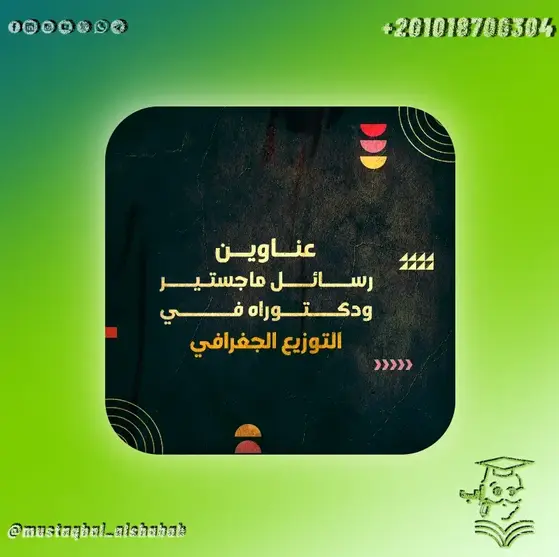 +201018706304
عناوين
رسائل ماجستير
ودكتوراه في
التوزيع الجغرافي
@mustaqbal_alshabab